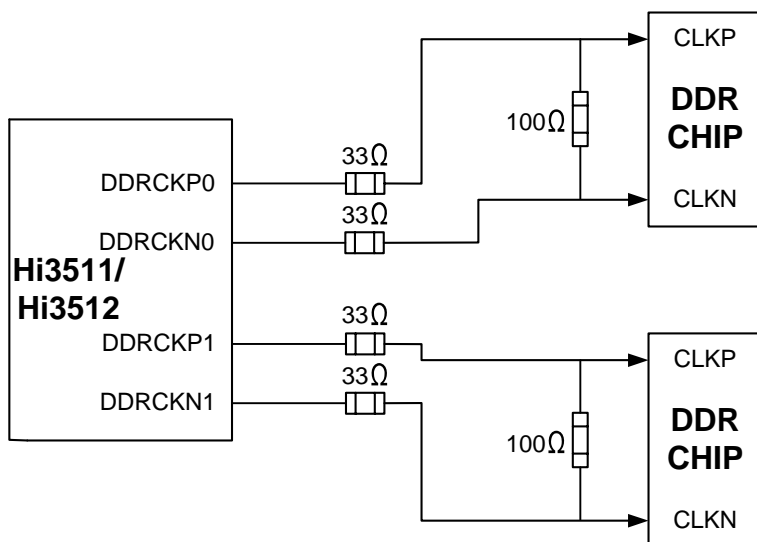 CLKP
DDR
CHIP
CLKN
100Ω
33Ω
DDRCKP0
33Ω
DDRCKN0
Hi3511/
Hi3512
33Ω
DDRCKP1
33Ω
DDRCKN1
CLKP
DDR
CHIP
CLKN
100Ω